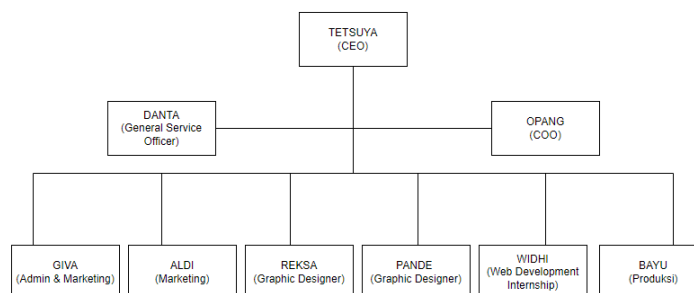 TETSUYA
(CEO)
DANTA
(General Service
Officer)
OPANG
(COO)
GIVA
(Admin & Marketing)
ALDI
(Marketing)
REKSA
(Graphic Designer)
PANDE
(Graphic Designer)
WIDHI
(Web Development
Internship)
BAYU
(Produksi)